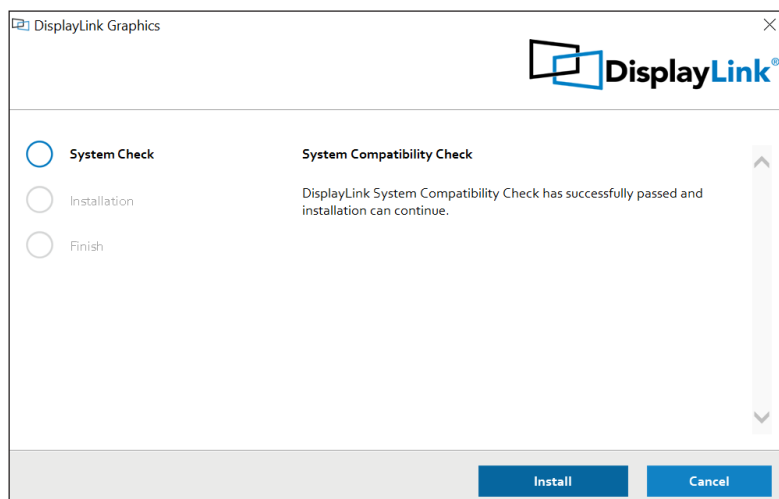 DisplayLink Graphics
DisplayLink®
System Check
Installation
Finish
System Compatibility Check
DisplayLink System Compatibility Check has successfully passed and
installation can continue.
Install
Cancel